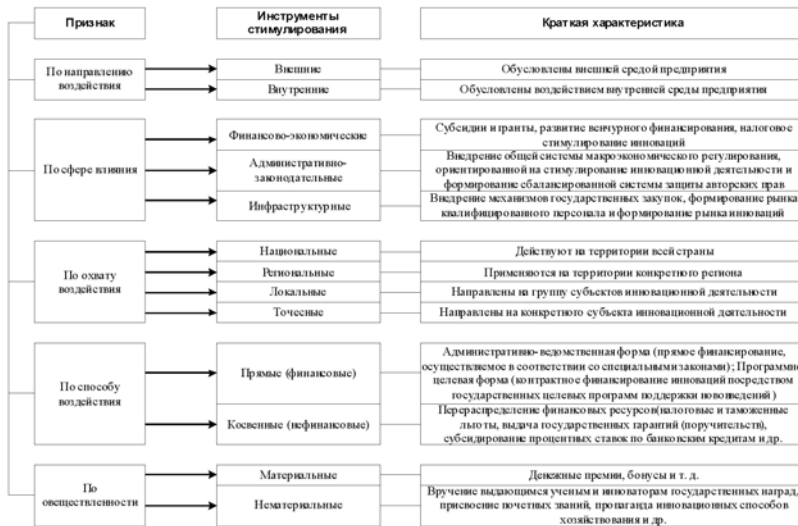 Признак
Инструменты
стимулирования
Краткая характеристика
По направлению
воздействия
Внешние
Обусловлены внешней средой предприятия
Внутренние
Обусловлены воздействием внутренней среды предприятия
По сфере влияния
Финансово-экономические
Субсидии и гранты, развитие венчурного финансирования, налоговое
стимулирование инноваций
Административно-
законодательные
Внедрение общей системы макроэкономического регулирования,
ориентированной на стимулирование инновационной деятельности и
формирование сбалансированной системы защиты авторских прав
Инфраструктурные
Внедрение механизмов государственных закупок, формирование рынка
квалифицированного персонала и формирование рынка инноваций
По охвату
воздействия
Национальные
Действуют на территории всей страны
Региональные
Применяются на территории конкретного региона
Локальные
Направлены на группу субъектов инновационной деятельности
Точесные
Направлены на конкретного субъекта инновационной деятельности
По способу
воздействия
Прямые (финансовые)
Административно-ведомственная форма (прямое финансирование,
осуществляемое в соответствии со специальными законами); Программно
целевая форма (контрактное финансирование инноваций посредством
государственных целевых программ поддержки нововведений)
Косвенные (нефинансовые)
Перераспределение финансовых ресурсов(налоговые и таможенные
льготы, выдача государственных гарантий (поручительств),
субсидирование процентных ставок по банковским кредитам и др.
По
овеществленности
Материальные
Денежные премии, бонусы и т. д.
Нематериальные
Вручение выдающимся ученым и инноваторам государственных наград,
присвоение почетных званий, пропаганда инновационных способов
хозяйствования и др.